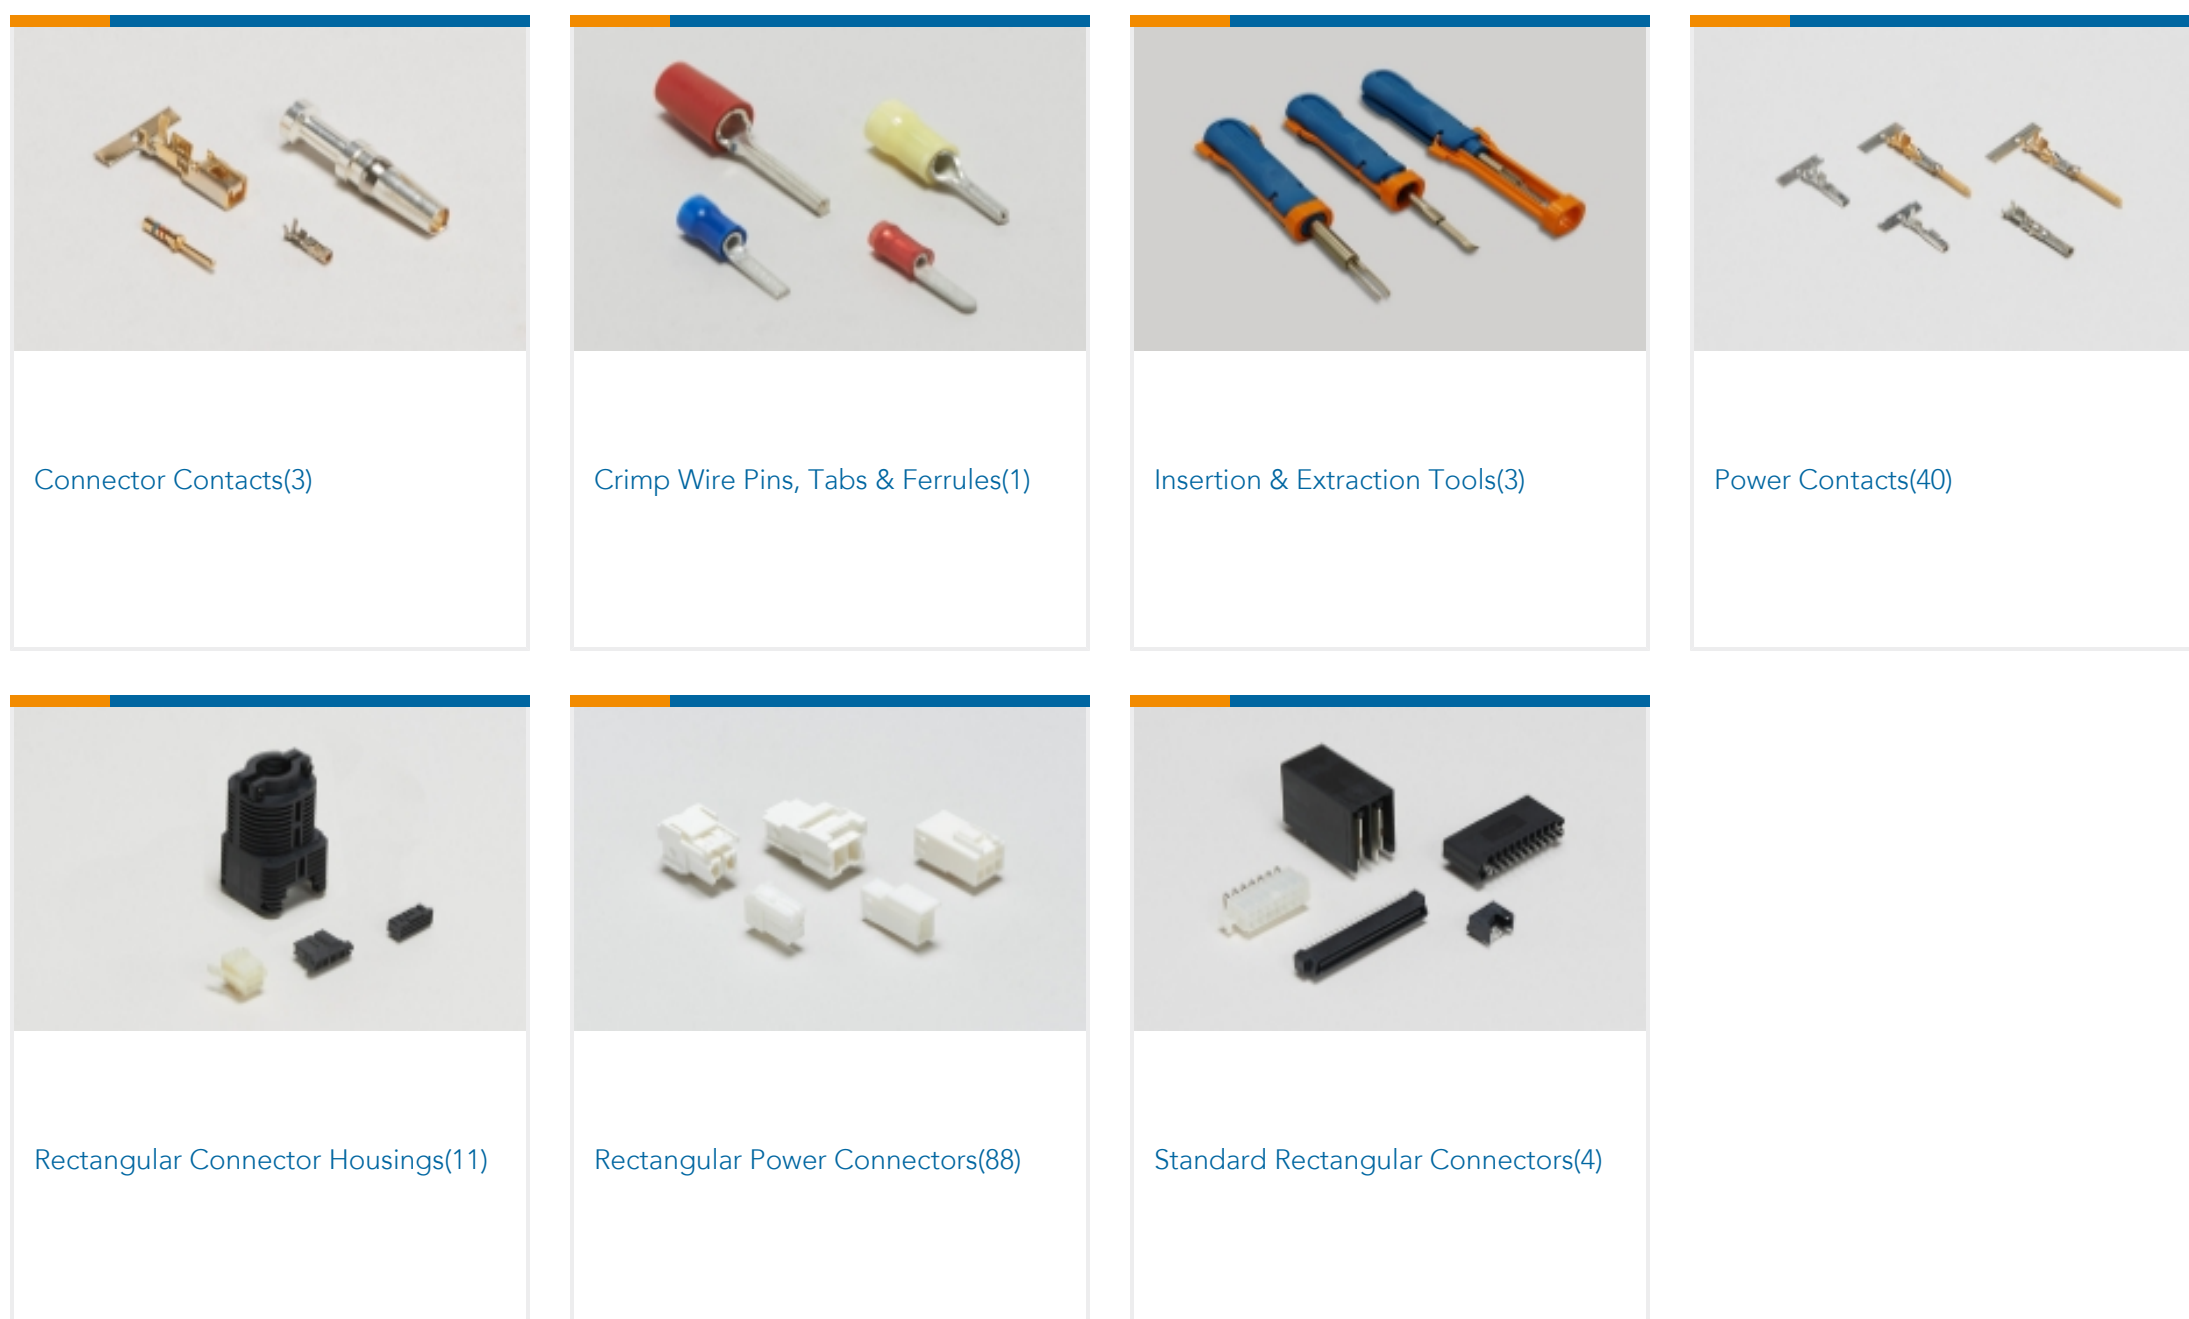 Connector Contacts(3)
Crimp Wire Pins, Tabs & Ferrules(1)
Insertion & Extraction Tools(3)
Power Contacts(40)
Rectangular Connector Housings(11)
Rectangular Power Connectors(88)
Standard Rectangular Connectors(4)